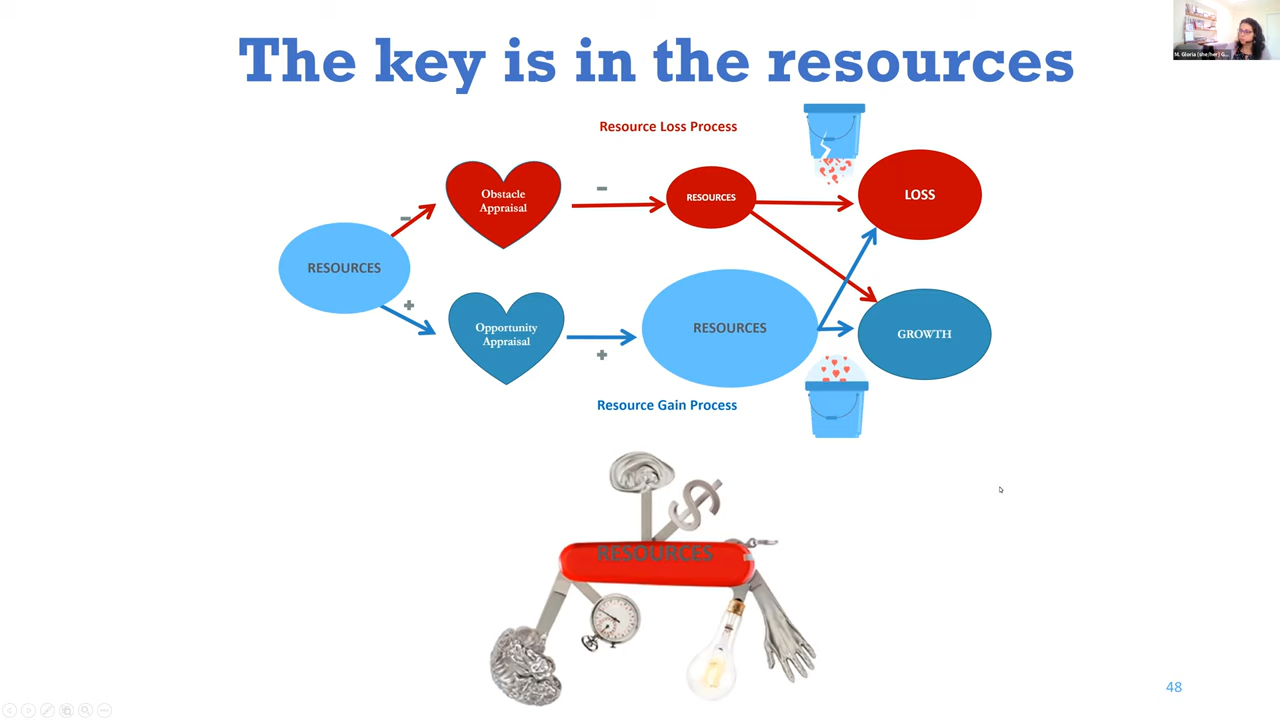 The key is in the resources
M. Gloria (she/her) G...
Resource Loss Process
Obstacle
Appraisal
RESOURCES
LOSS
RESOURCES
Opportunity
Appraisal
RESOURCES
GROWTH
Resource Gain Process
$
RESOURCES
48